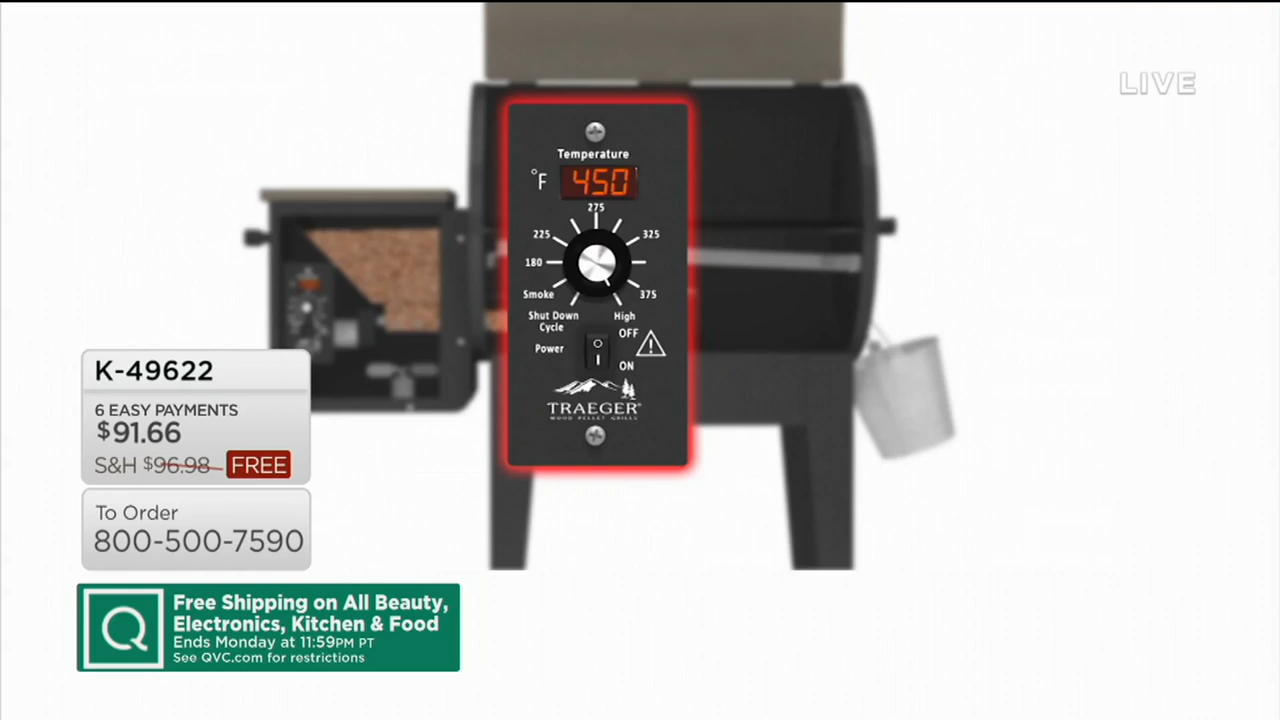 LIVE
Temperature
°F
450
275
225
325
180
Smoke
375
Shut Down
Cycle
High
OFF
Power
ON
TRAEGER®
WOOD PELLET GRILLS
K-49622
6 EASY PAYMENTS
$91.66
S&H $96.98 FREE
To Order
800-500-7590
Q
Free Shipping on All Beauty,
Electronics, Kitchen & Food
Ends Monday at 11:59PM PT
See QVC.com for restrictions